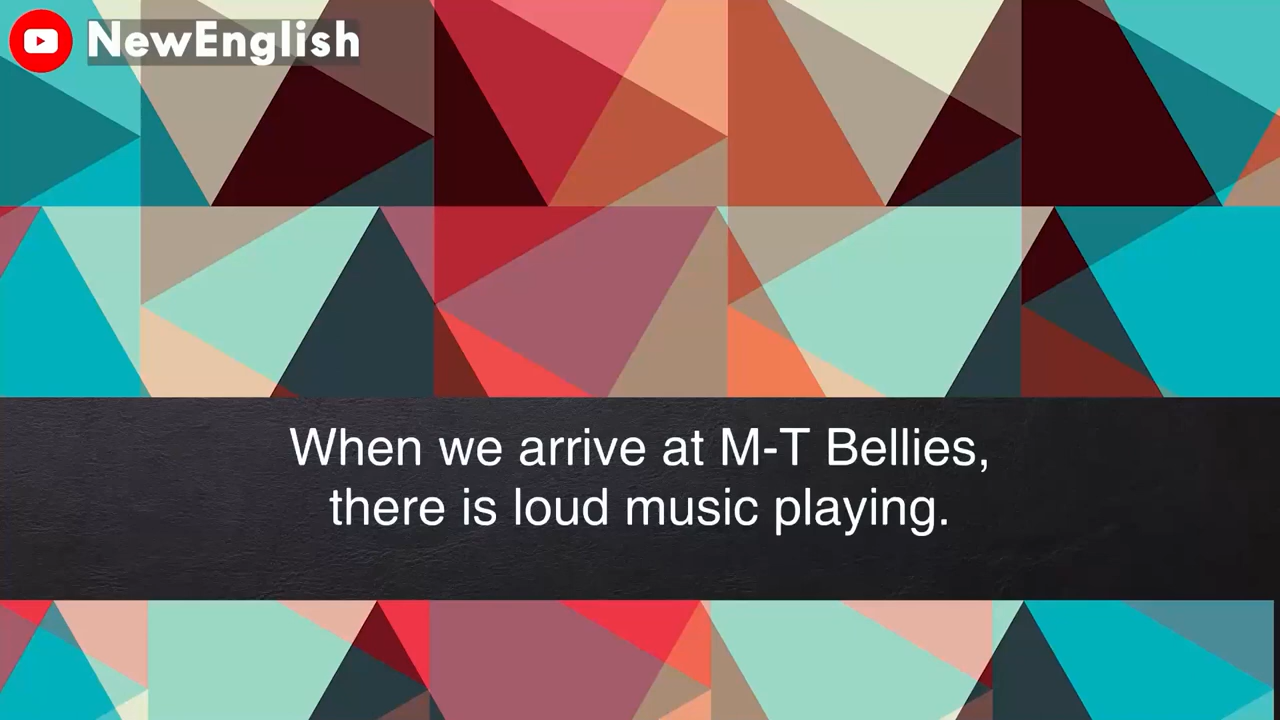 NewEnglish
When we arrive at M-T Bellies,
there is loud music playing.